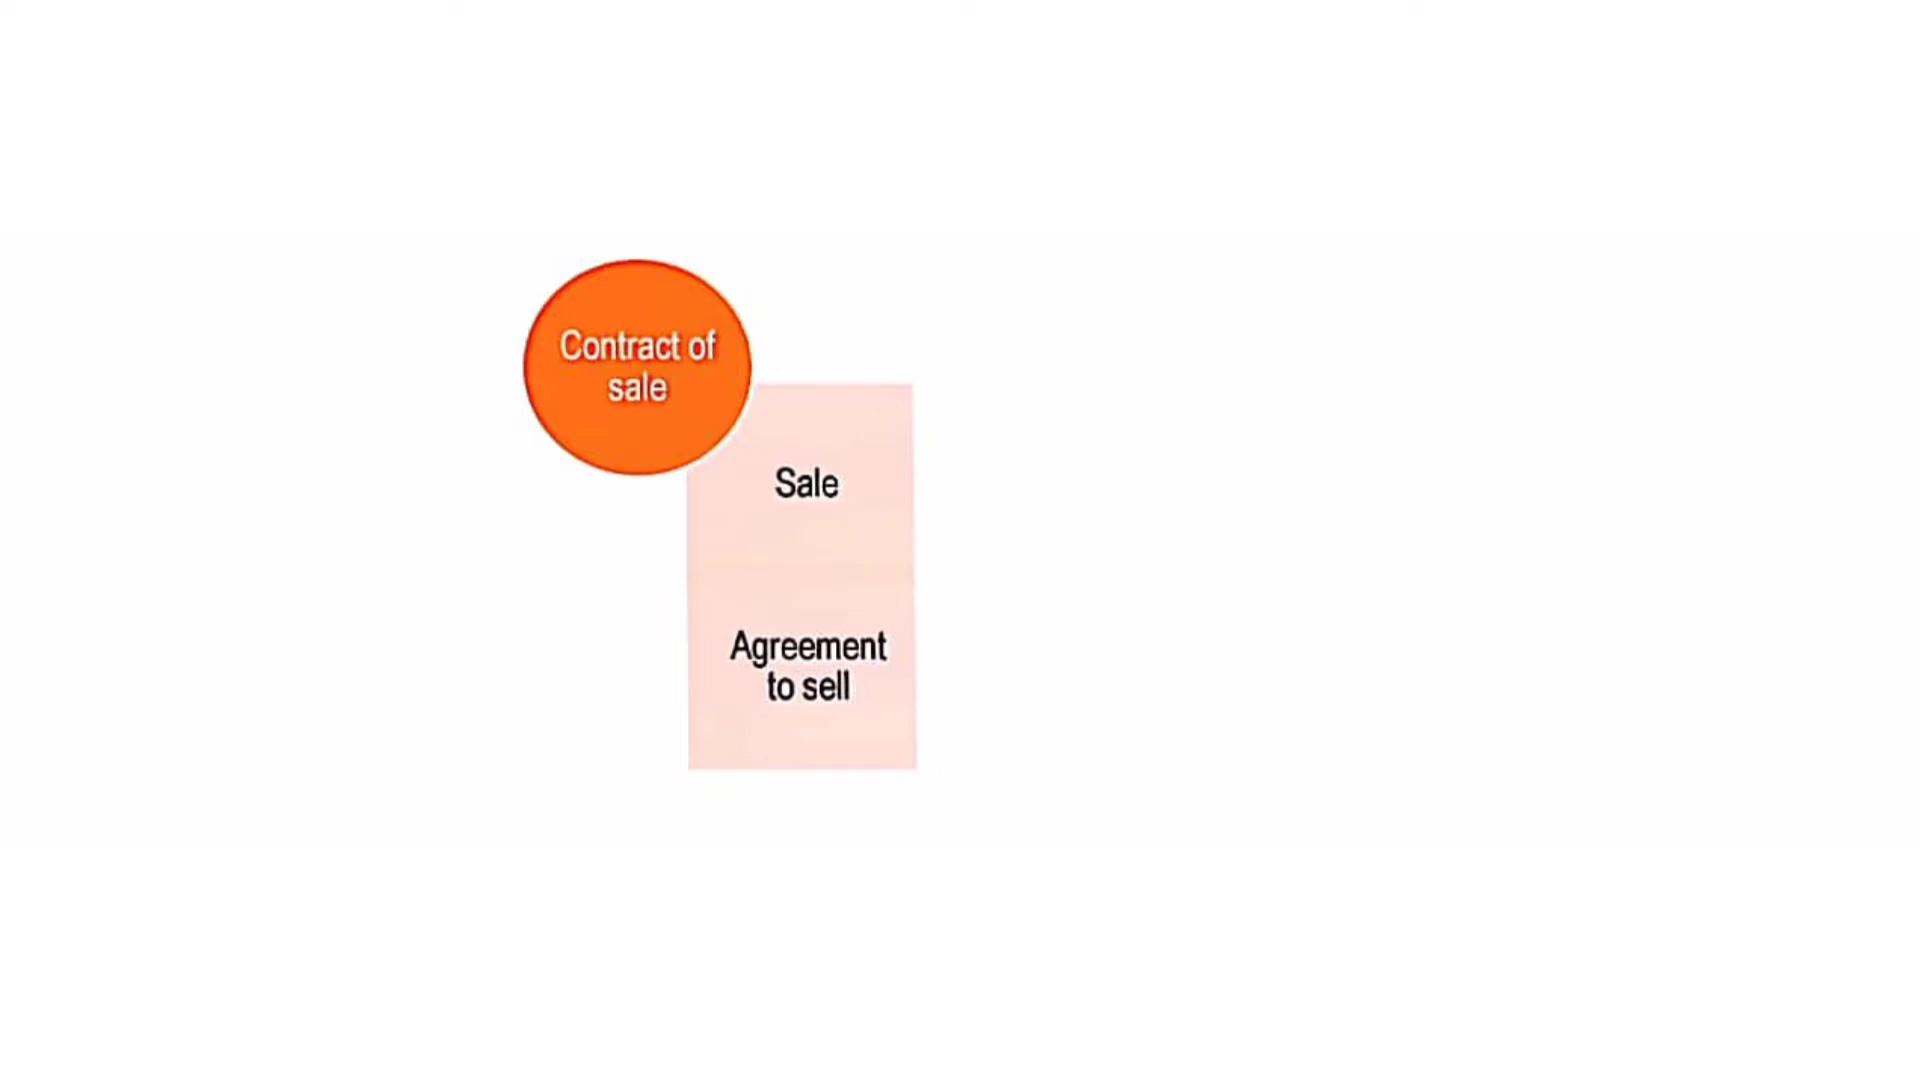 Contract of
sale
Sale
Agreement
to sell